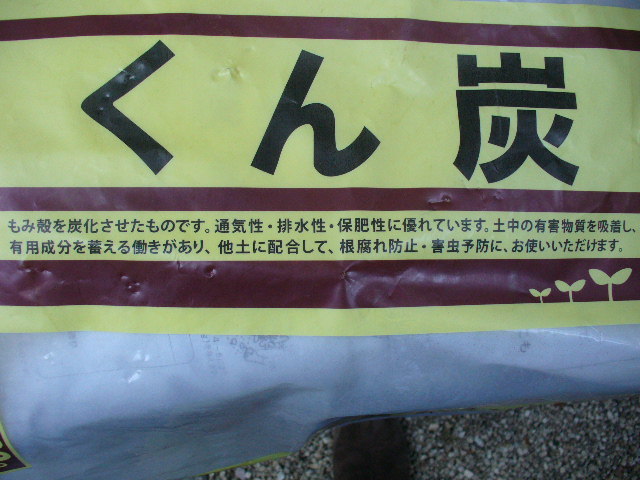 くん炭
もみ殻を炭化させたものです。通気性・排水性・保肥性に優れています。土中の有害物質を吸着し、
有用成分を蓄える働きがあり、他土に配合して、根腐れ防止・害虫予防に、お使いいただけます。